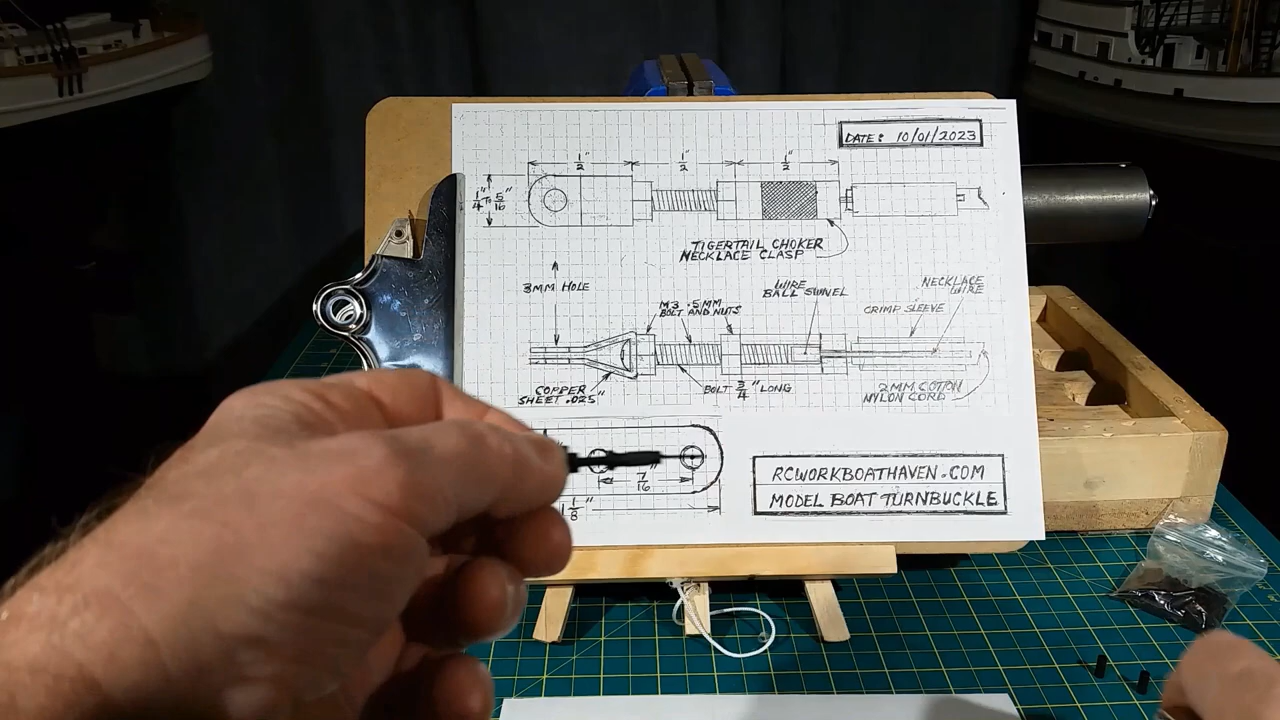 DATE: 10/01/2023
1/2" 1/2" 1/2"
1/4" TO 5/16"
TIGERTAIL CHOKER
NECKLACE CLASP
3MM HOLE
M3 .5MM
BOLT AND NUTS
WIRE
BALL SWIVEL
NECKLACE
WIRE
CRIMP SLEEVE
COPPER
SHEET .025"
BOLT 3/4" LONG
2MM COTTON
NYLON CORD
7/16"
1 1/8"
RCWORKBOATHAVEN.COM
MODEL BOAT TURNBUCKLE